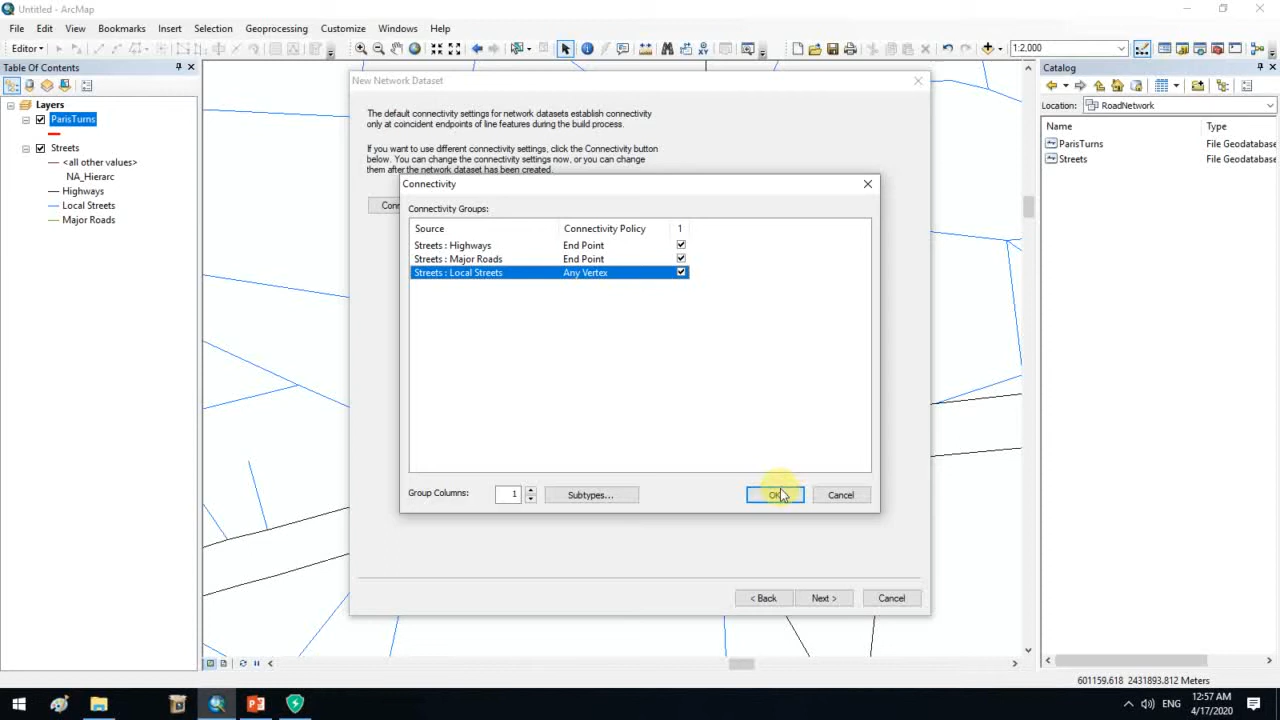 Untitled - ArcMap
File Edit View Bookmarks Insert Selection Geoprocessing Customize Windows Help
Editor
1:2,000
Table Of Contents
Layers
ParisTurns
Streets
<all other values>
NA_Hierarc
Highways
Local Streets
Major Roads
New Network Dataset
The default connectivity settings for network datasets establish connectivity
only at coincident endpoints of line features during the build process.
If you want to use different connectivity settings, click the Connectivity button
below. You can change the connectivity settings now, or you can change
them after the network dataset has been created.
Connectivity
Connectivity Groups:
Source Connectivity Policy 1
Streets : Highways End Point
Streets : Major Roads End Point
Streets : Local Streets Any Vertex
Group Columns: 1 Subtypes... OK Cancel
< Back Next > Cancel
Catalog
Location: RoadNetwork
Name Type
ParisTurns File Geodatabase
Streets File Geodatabase
601159.618 2431893.812 Meters
ENG
12:57 AM
4/17/2020